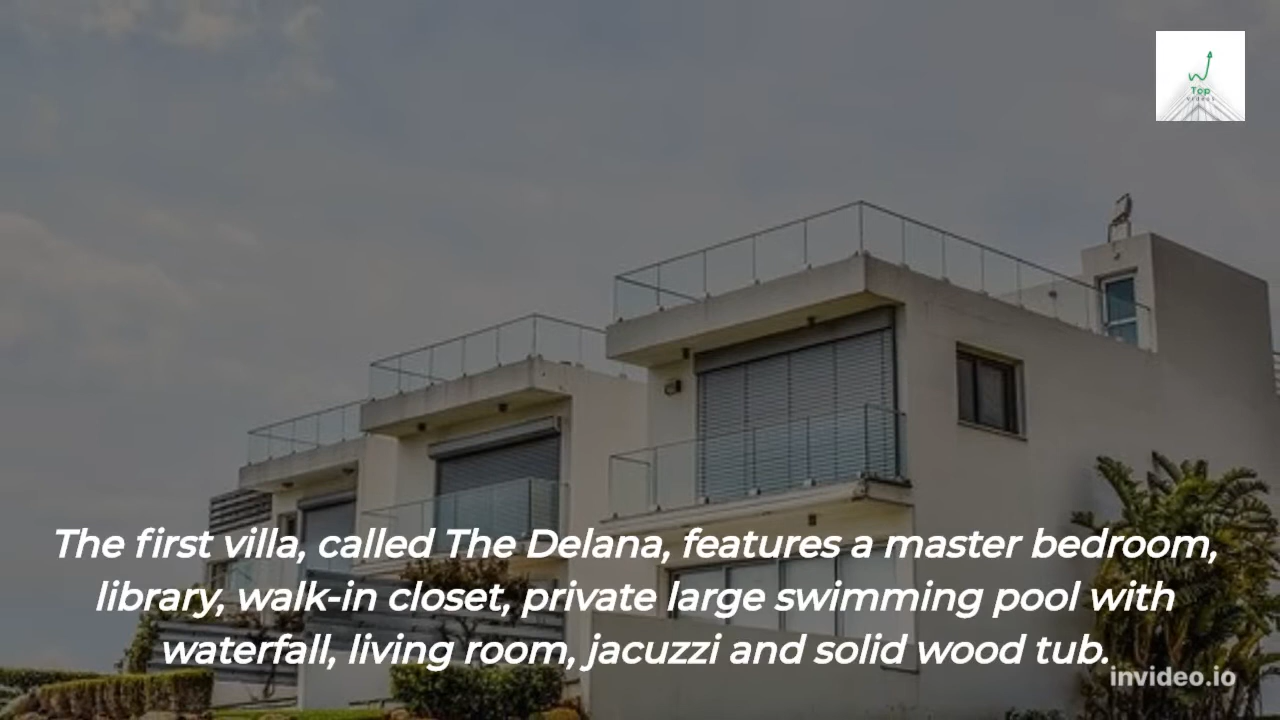 Top
videos
The first villa, called The Delana, features a master bedroom,
library, walk-in closet, private large swimming pool with
waterfall, living room, jacuzzi and solid wood tub.
invideo.io